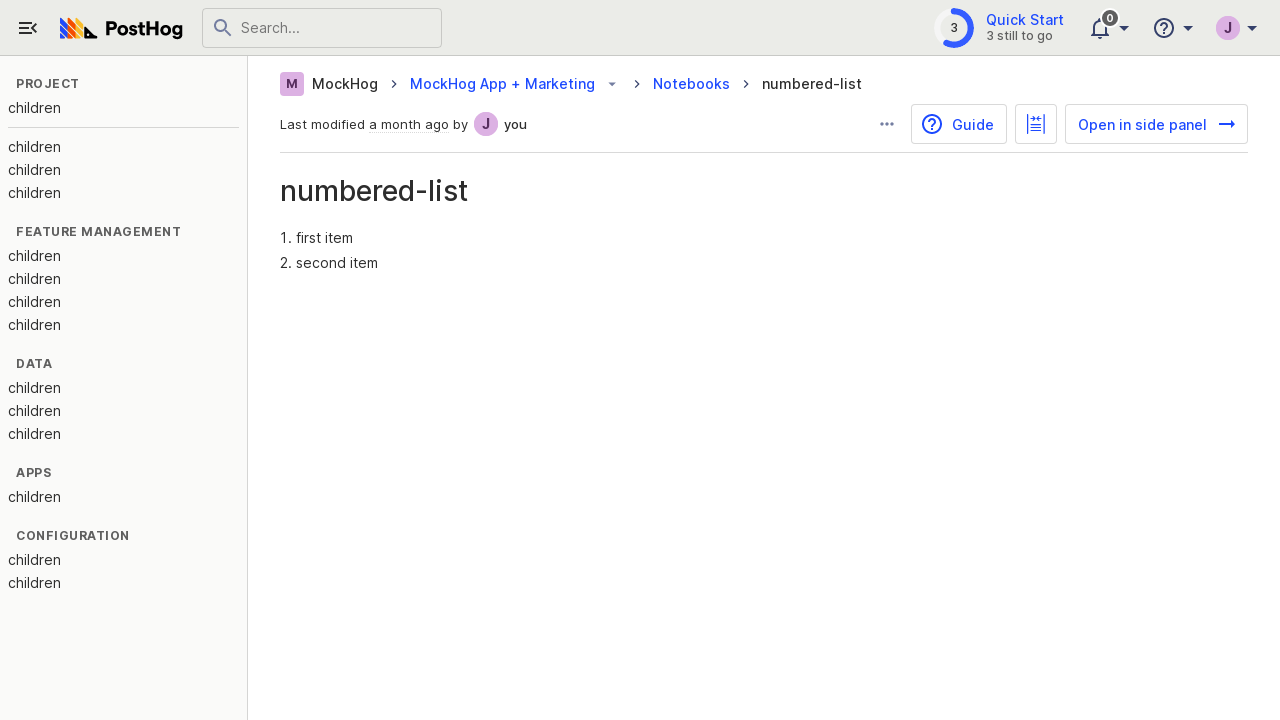 PostHog
Search...
3
Quick Start
3 still to go
0
J
PROJECT
children
children
children
children
FEATURE MANAGEMENT
children
children
children
children
DATA
children
children
children
APPS
children
CONFIGURATION
children
children
M MockHog MockHog App + Marketing Notebooks numbered-list
Last modified a month ago by J you
Guide
Open in side panel
numbered-list
1. first item
2. second item